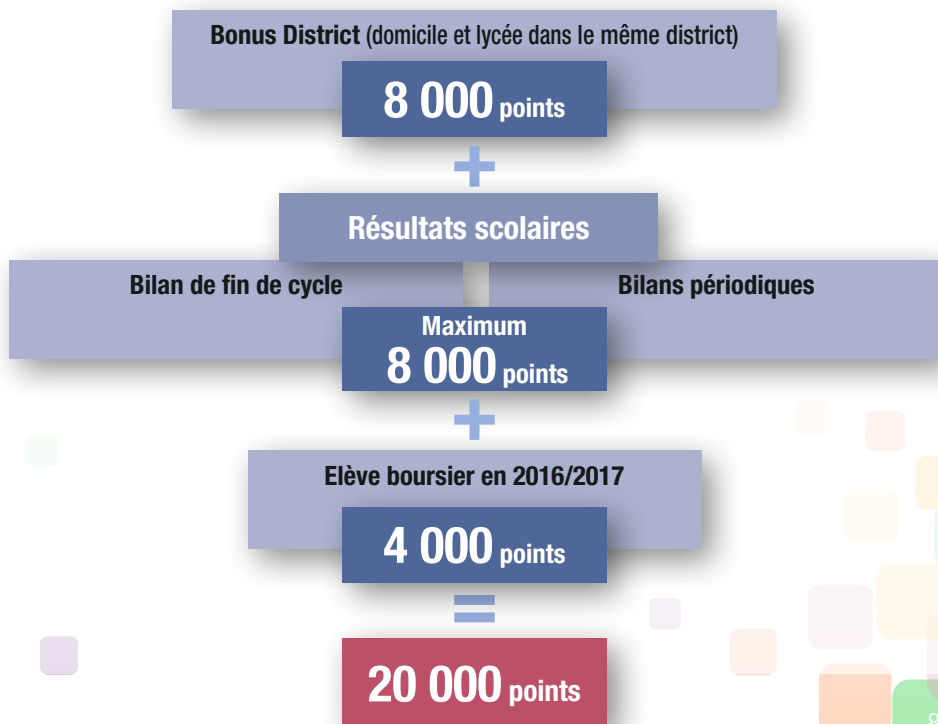 Bonus District (domicile et lycée dans le même district)
8 000 points
+
Résultats scolaires
Bilan de fin de cycle
Bilans périodiques
Maximum
8 000 points
+
Elève boursier en 2016/2017
4 000 points
=
20 000 points